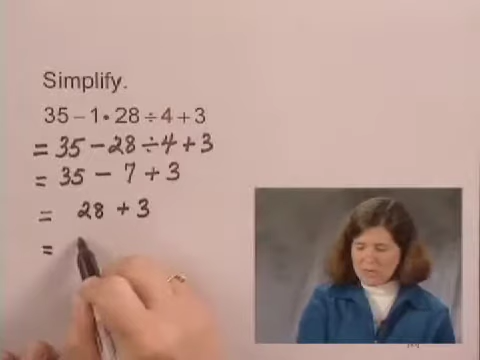 Simplify.
35 – 1 • 28 ÷ 4 + 3
= 35 – 28 ÷ 4 + 3
= 35 – 7 + 3
= 28 + 3
=